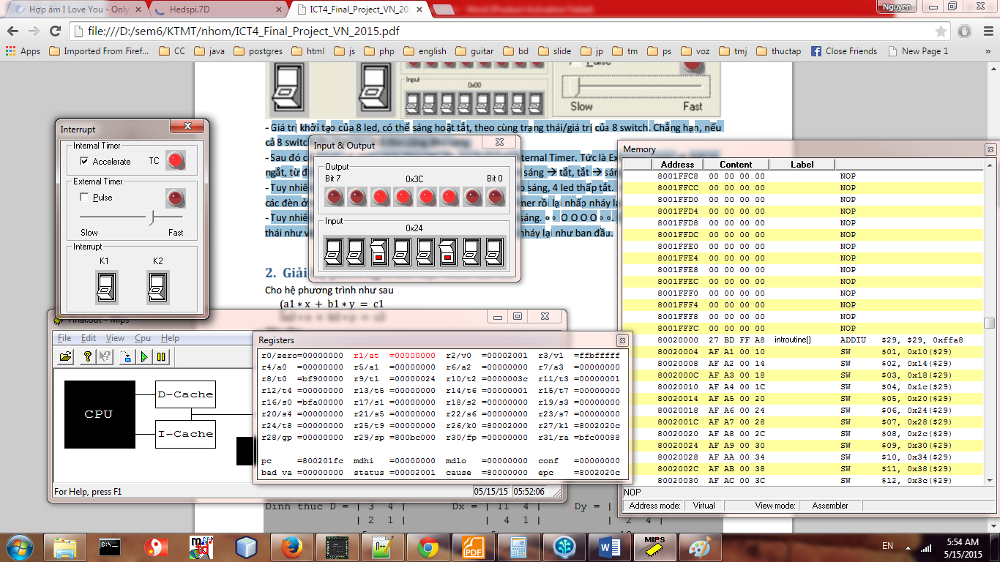 Hợp âm I Love You - Only
Hedspi.7D
ICT4_Final_Project_VN_20
Nguyen
file:///D:/sem6/KTMT/nhom/ICT4_Final_Project_VN_2015.pdf
Apps Imported From Firef... CC java postgres html js php english guitar bd slide jp tm ps voz tmj thuctap Close Friends New Page 1 »
Input 0x00
Slow Fast
- Giá trị khởi tạo của 8 led, có thể sáng hoặt tắt, theo cùng trạng thái/giá trị của 8 switch. Chẳng hạn, nếu
cả 8 switch
- Sau đó ternal Timer. Tức là Ex
ngắt, từ sáng → tắt, tắt → sán
- Tuy nhiên sáng, 4 led thấp tắt.
các đèn ở mer rồi lại nhấp nháy lạ
- Tuy nhiê sáng. ∘∘ O O O O ∘∘.
thái như v nháy lại như ban đầu.
2. Giải
Cho hệ phương trình như sau
(a1 ∗ x + b1 ∗ y = c1
Interrupt
Internal Timer
Accelerate TC
External Timer
Pulse
Slow Fast
Interrupt
K1 K2
Input & Output
Output
Bit 7 0x3C Bit 0
Input
0x24
Memory
Address Content Label
8001FFC8 00 00 00 00 NOP
8001FFCC 00 00 00 00 NOP
8001FFD0 00 00 00 00 NOP
8001FFD4 00 00 00 00 NOP
8001FFD8 00 00 00 00 NOP
8001FFDC 00 00 00 00 NOP
8001FFE0 00 00 00 00 NOP
8001FFE4 00 00 00 00 NOP
8001FFE8 00 00 00 00 NOP
8001FFEC 00 00 00 00 NOP
8001FFF0 00 00 00 00 NOP
8001FFF4 00 00 00 00 NOP
8001FFF8 00 00 00 00 NOP
8001FFFC 00 00 00 00 NOP
80020000 27 BD FF A8 introutine() ADDIU $29, $29, 0xffa8
80020004 AF A1 00 10 SW $01, 0x10($29)
80020008 AF A2 00 14 SW $02, 0x14($29)
8002000C AF A3 00 18 SW $03, 0x18($29)
80020010 AF A4 00 1C SW $04, 0x1c($29)
80020014 AF A5 00 20 SW $05, 0x20($29)
80020018 AF A6 00 24 SW $06, 0x24($29)
8002001C AF A7 00 28 SW $07, 0x28($29)
80020020 AF A8 00 2C SW $08, 0x2c($29)
80020024 AF A9 00 30 SW $09, 0x30($29)
80020028 AF AA 00 34 SW $10, 0x34($29)
8002002C AF AB 00 38 SW $11, 0x38($29)
80020030 AF AC 00 3C SW $12, 0x3c($29)
NOP
Address mode: Virtual View mode: Assembler
Final.out - Mips
File Edit View Cpu Help
CPU
D-Cache
I-Cache
For Help, press F1
05/15/15 05:52:06
Registers
r0/zero=00000000 r1/at =00000000 r2/v0 =00002001 r3/v1 =ffbfffff
r4/a0 =00000000 r5/a1 =00000000 r6/a2 =00000000 r7/a3 =00000000
r8/t0 =bf900000 r9/t1 =00000024 r10/t2 =0000003c r11/t3 =00000001
r12/t4 =00000000 r13/t5 =00000000 r14/t6 =00000001 r15/t7 =00000000
r16/s0 =bfa00000 r17/s1 =00000000 r18/s2 =00000000 r19/s3 =00000000
r20/s4 =00000000 r21/s5 =00000000 r22/s6 =00000000 r23/s7 =00000000
r24/t8 =00000000 r25/t9 =00000000 r26/k0 =80002000 r27/k1 =8002020c
r28/gp =00000000 r29/sp =800bc000 r30/fp =00000000 r31/ra =bfc00088
pc =800201fc mdhi =00000000 mdlo =00000000 conf =00000000
bad va =00000000 status =00002001 cause =80000000 epc =8002020c
Định thức D = | 3 4 | Dx = | 11 4 | Dy = |
| 2 1 | | 4 1 | | 2 4 |
EN
5:54 AM
5/15/2015